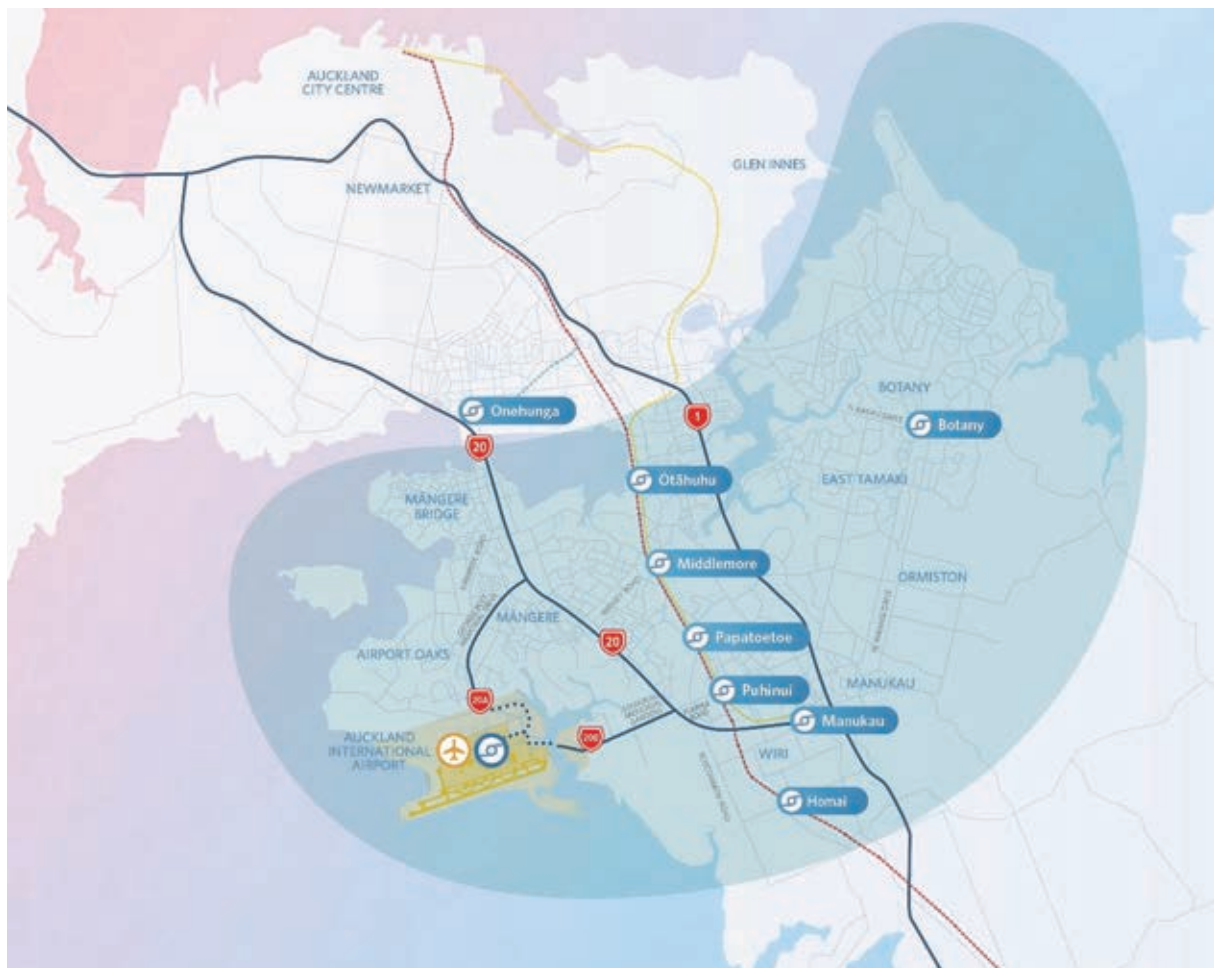 AUCKLAND
CITY CENTRE
GLEN INNES
NEWMARKET
BOTANY
Onehunga
1
Botany
20
Ōtāhuhu
EAST TAMAKI
MĀNGERE
BRIDGE
Middlemore
ORMISTON
MĀNGERE
20
Papatoetoe
AIRPORT OAKS
Puhinui
MANUKAU
20A
Manukau
20B
AUCKLAND
INTERNATIONAL
AIRPORT
WIRI
Homai